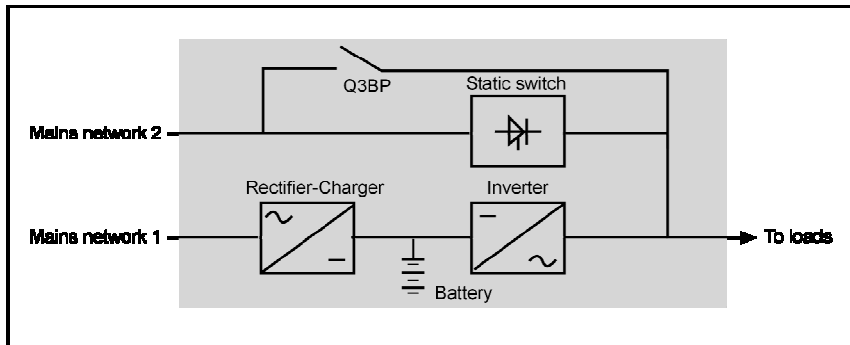 Q3BP
Static switch
Mains network 2
Rectifier-Charger
Inverter
Mains network 1
To loads
Battery